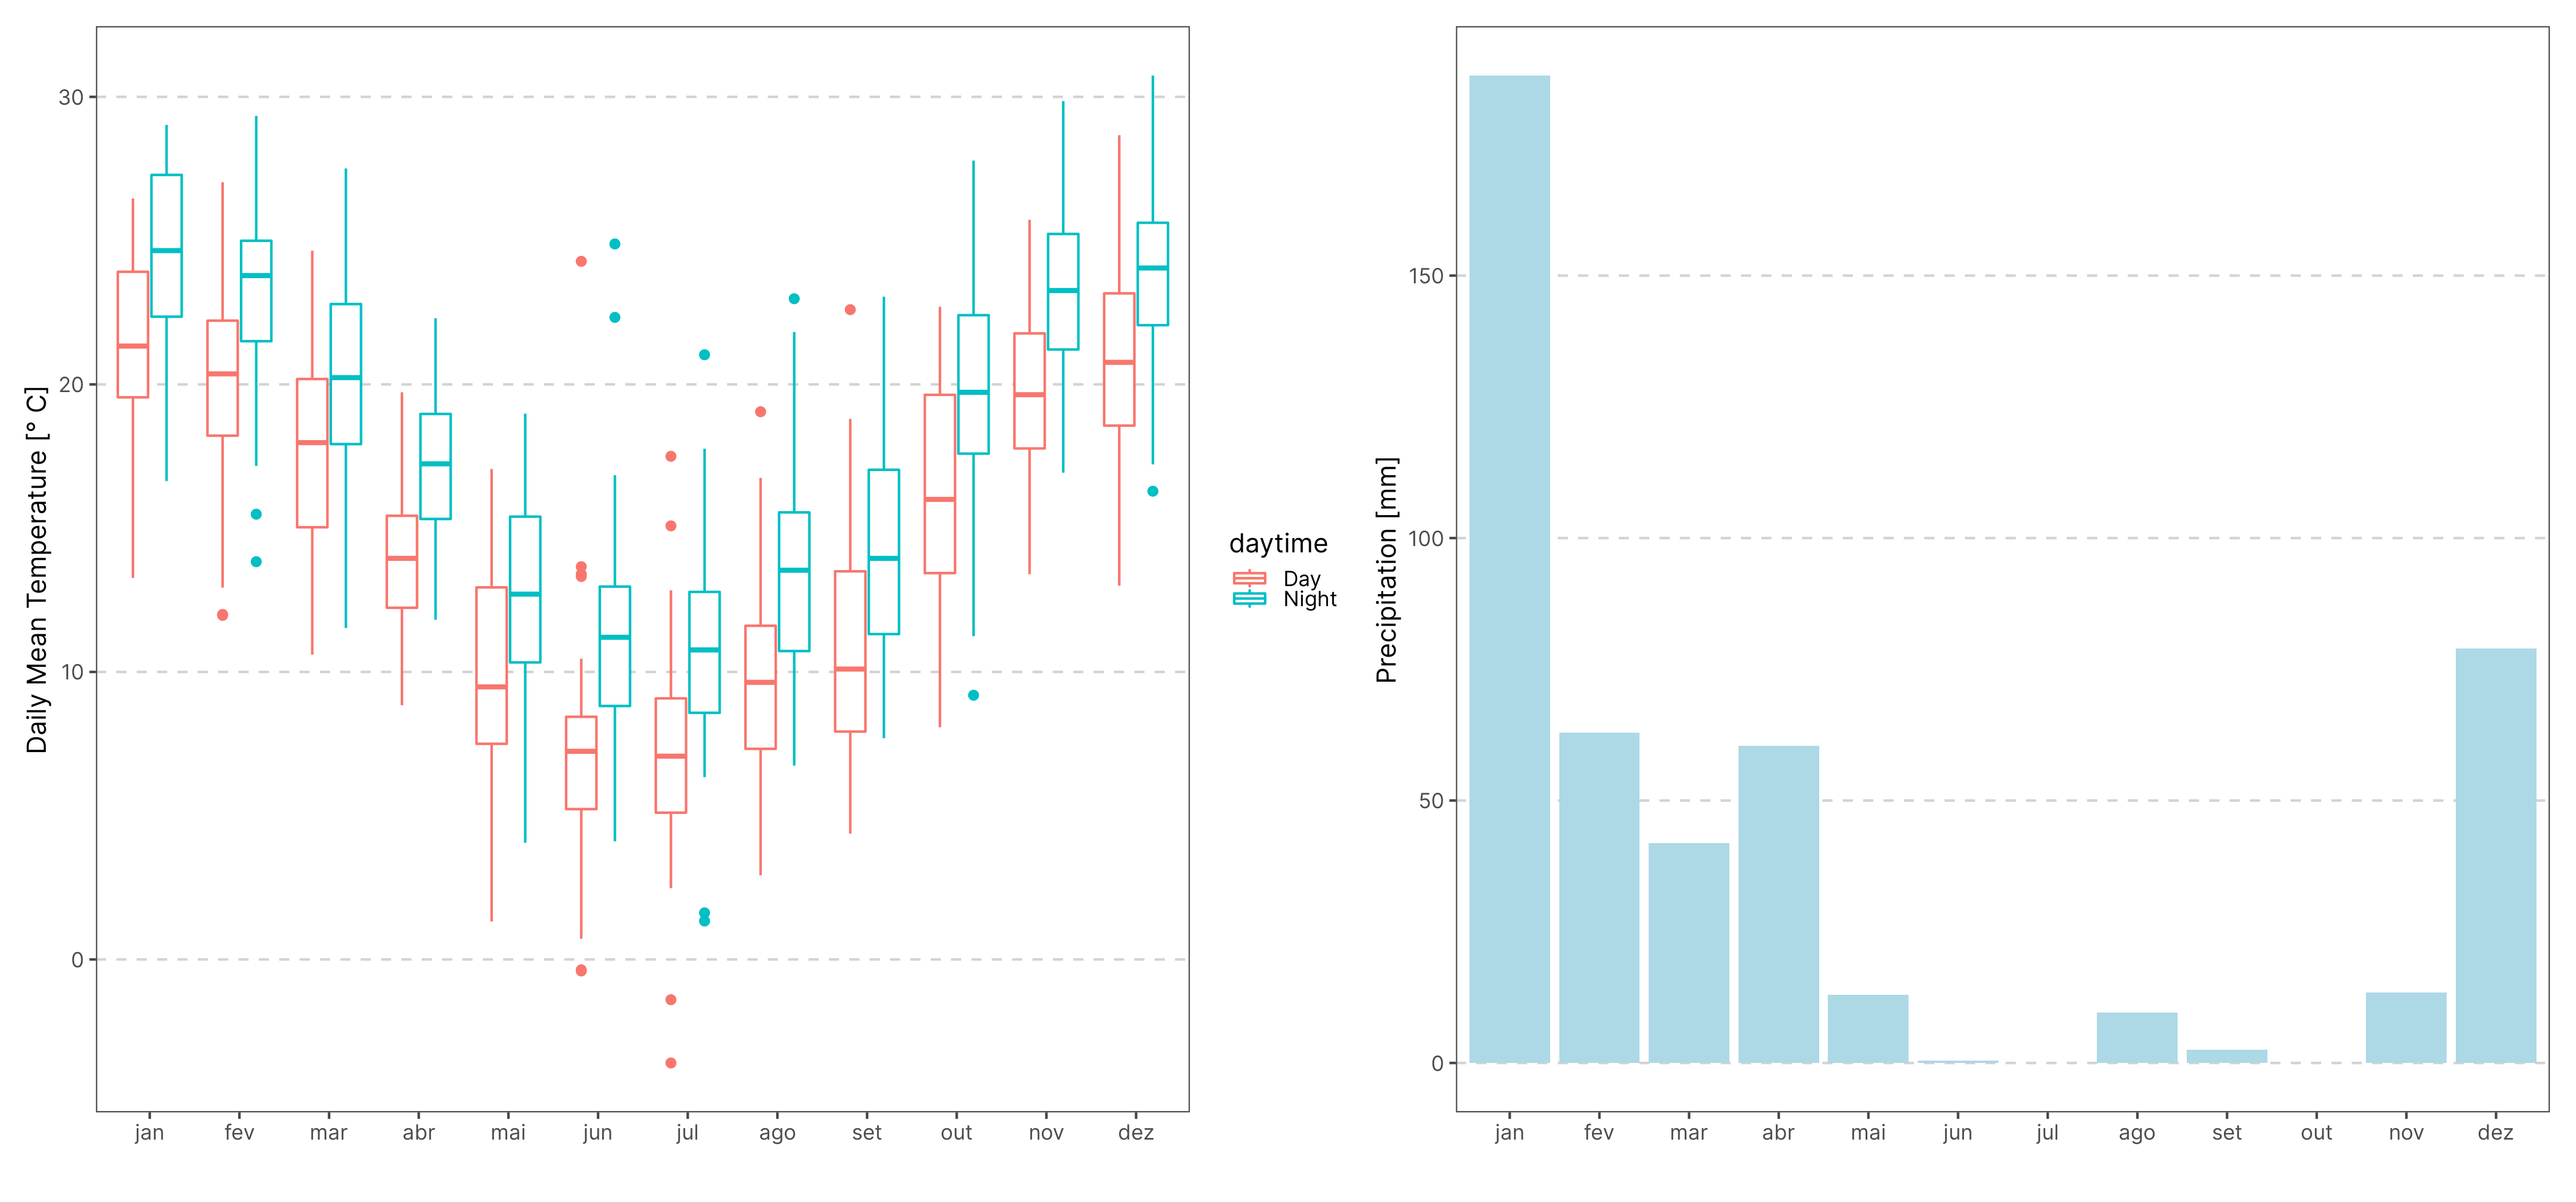 Daily Mean Temperature [° C]
30
20
10
0
jan fev mar abr mai jun jul ago set out nov dez
daytime
Day
Night
Precipitation [mm]
150
100
50
0
jan fev mar abr mai jun jul ago set out nov dez